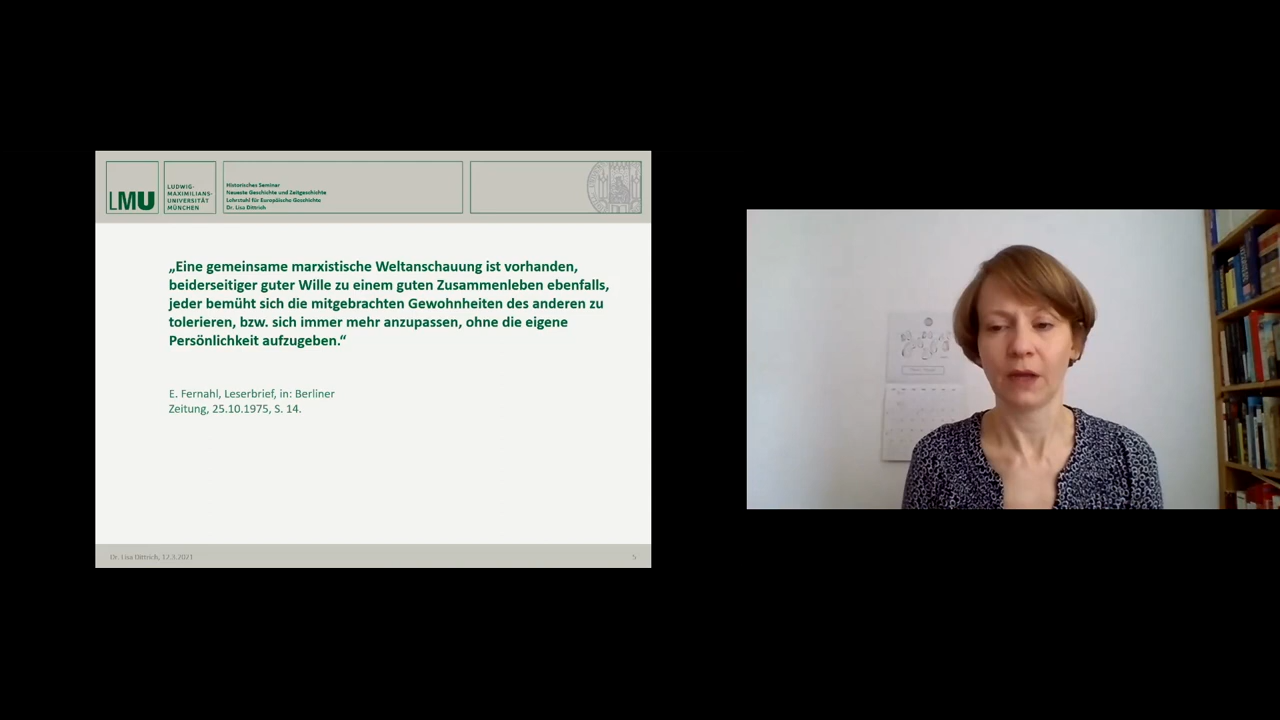 LMU
LUDWIG-
MAXIMILIANS-
UNIVERSITÄT
MÜNCHEN
Historisches Seminar
Neueste Geschichte und Zeitgeschichte
Lehrstuhl für Europäische Geschichte
Dr. Lisa Dittrich
„Eine gemeinsame marxistische Weltanschauung ist vorhanden,
beiderseitiger guter Wille zu einem guten Zusammenleben ebenfalls,
jeder bemüht sich die mitgebrachten Gewohnheiten des anderen zu
tolerieren, bzw. sich immer mehr anzupassen, ohne die eigene
Persönlichkeit aufzugeben.“
E. Fernahl, Leserbrief, in: Berliner
Zeitung, 25.10.1975, S. 14.
Dr. Lisa Dittrich, 12.3.2021
5